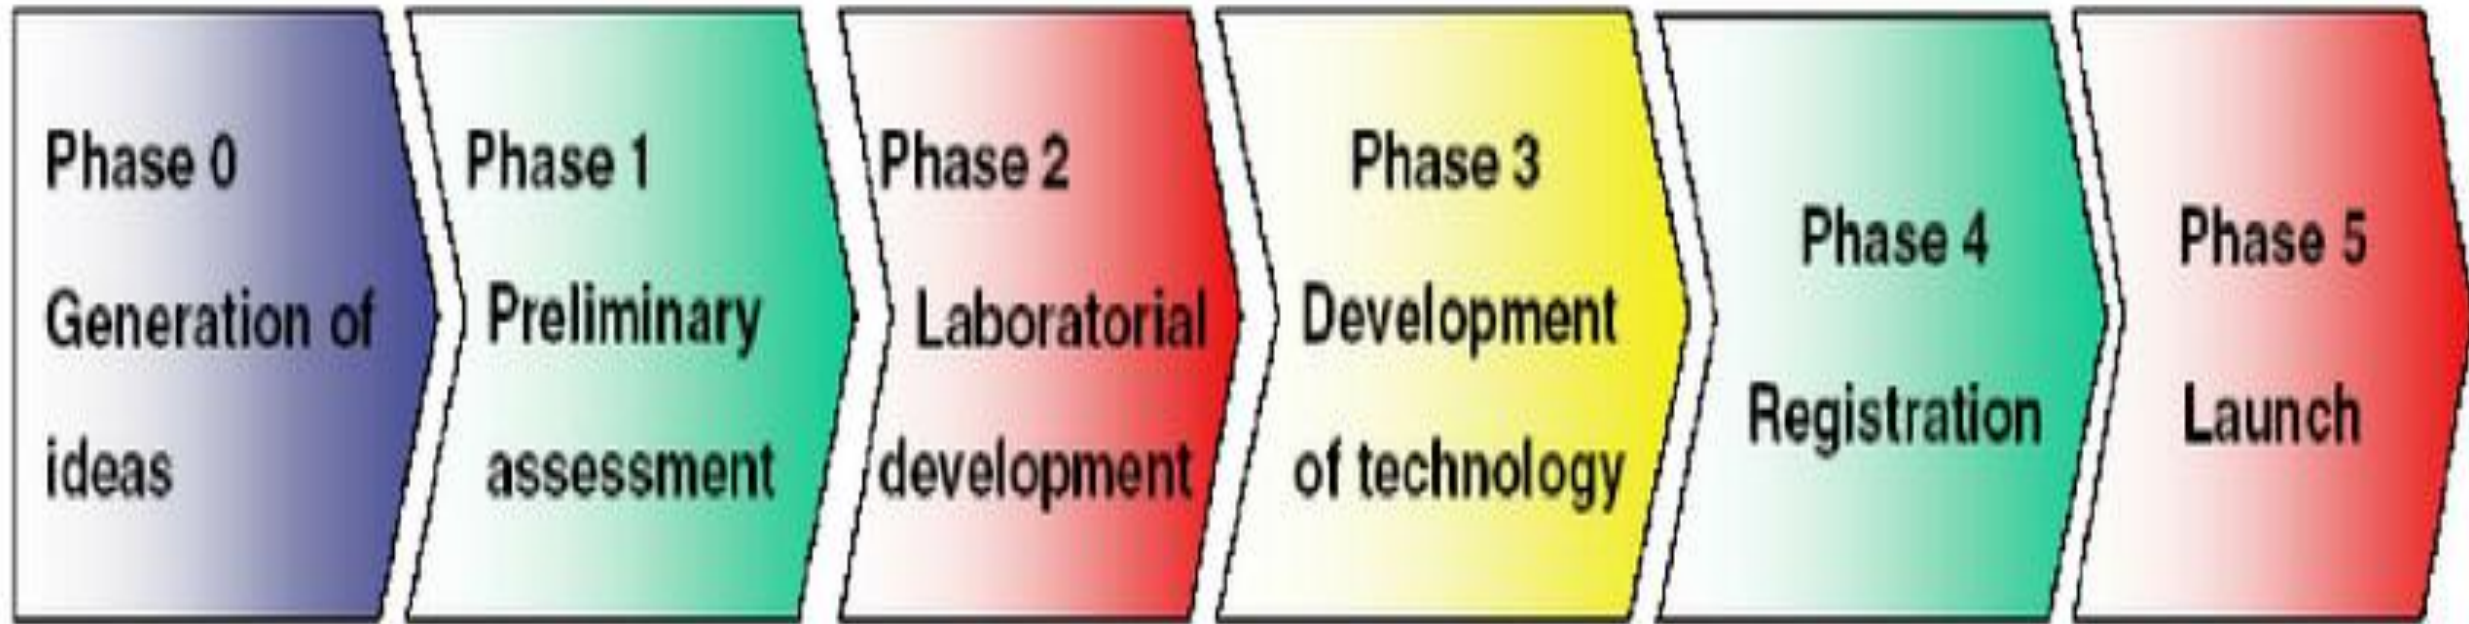 Phase 0
Generation of
ideas
Phase 1
Preliminary
assessment
Phase 2
Laboratorial
development
Phase 3
Development
of technology
Phase 4
Registration
Phase 5
Launch